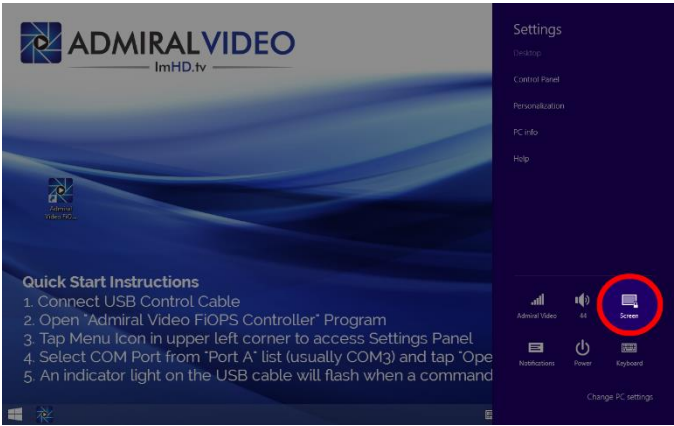 ADMIRALVIDEO
ImHD.tv
Admiral
Video FiO...
Quick Start Instructions
1. Connect USB Control Cable
2. Open "Admiral Video FiOPS Controller" Program
3. Tap Menu Icon in upper left corner to access Settings Panel
4. Select COM Port from "Port A" list (usually COM3) and tap "Ope
5. An indicator light on the USB cable will flash when a command
Settings
Desktop
Control Panel
Personalization
PC info
Help
Admiral Video
44
Screen
Notifications
Power
Keyboard
Change PC settings